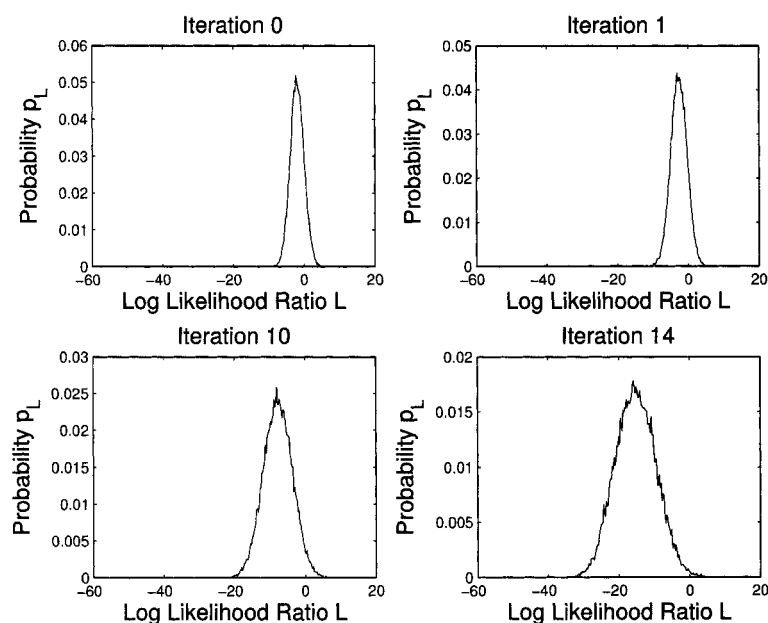 Iteration 0
0.06
0.05
0.04
0.03
0.02
0.01
0
Probability p_L
-60 -40 -20 0 20
Log Likelihood Ratio L
Iteration 1
0.05
0.04
0.03
0.02
0.01
0
Probability p_L
-60 -40 -20 0 20
Log Likelihood Ratio L
Iteration 10
0.03
0.025
0.02
0.015
0.01
0.005
0
Probability p_L
-60 -40 -20 0 20
Log Likelihood Ratio L
Iteration 14
0.02
0.015
0.01
0.005
0
Probability p_L
-60 -40 -20 0 20
Log Likelihood Ratio L